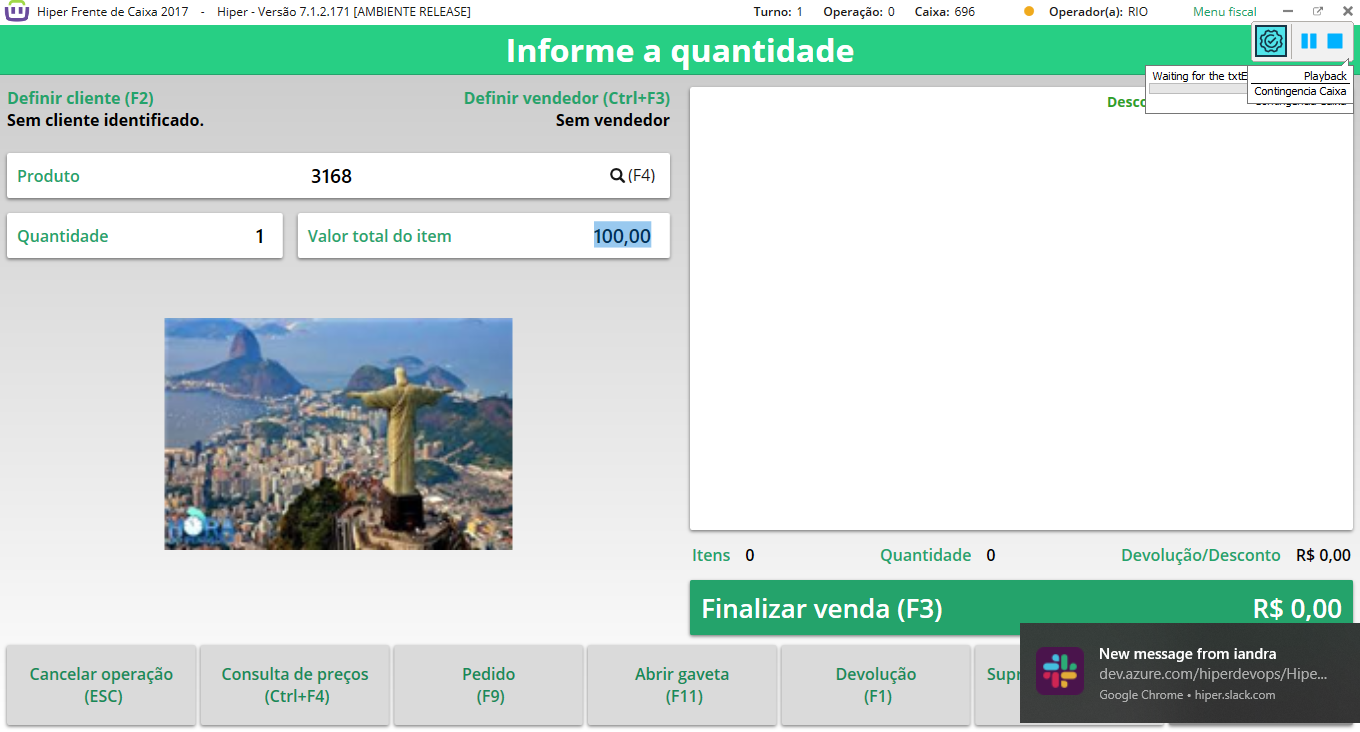 Hiper Frente de Caixa 2017 - Hiper - Versão 7.1.2.171 [AMBIENTE RELEASE] Turno: 1 Operação: 0 Caixa: 696 Operador(a): RIO Menu fiscal
Informe a quantidade
Waiting for the txtE
Playback
Contingencia Caixa
Definir cliente (F2) Definir vendedor (Ctrl+F3)
Sem cliente identificado. Sem vendedor
Produto 3168 (F4)
Quantidade 1 Valor total do item 100,00
Itens 0 Quantidade 0 Devolução/Desconto R$ 0,00
Finalizar venda (F3) R$ 0,00
Cancelar operação
(ESC)
Consulta de preços
(Ctrl+F4)
Pedido
(F9)
Abrir gaveta
(F11)
Devolução
(F1)
Supr
New message from iandra
dev.azure.com/hiperdevops/Hipe...
Google Chrome • hiper.slack.com